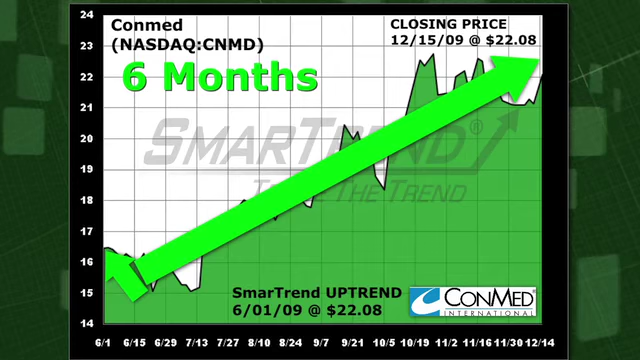 Conmed
(NASDAQ:CNMD)
6 Months
CLOSING PRICE
12/15/09 @ $22.08
24
23
22
21
20
19
18
17
16
15
14
SMARTREND®
THE TREND
SmarTrend UPTREND
6/01/09 @ $22.08
CONMED
INTERNATIONAL
6/1 6/15 6/29 7/13 7/27 8/10 8/24 9/7 9/21 10/5 10/19 11/2 11/16 11/30 12/14